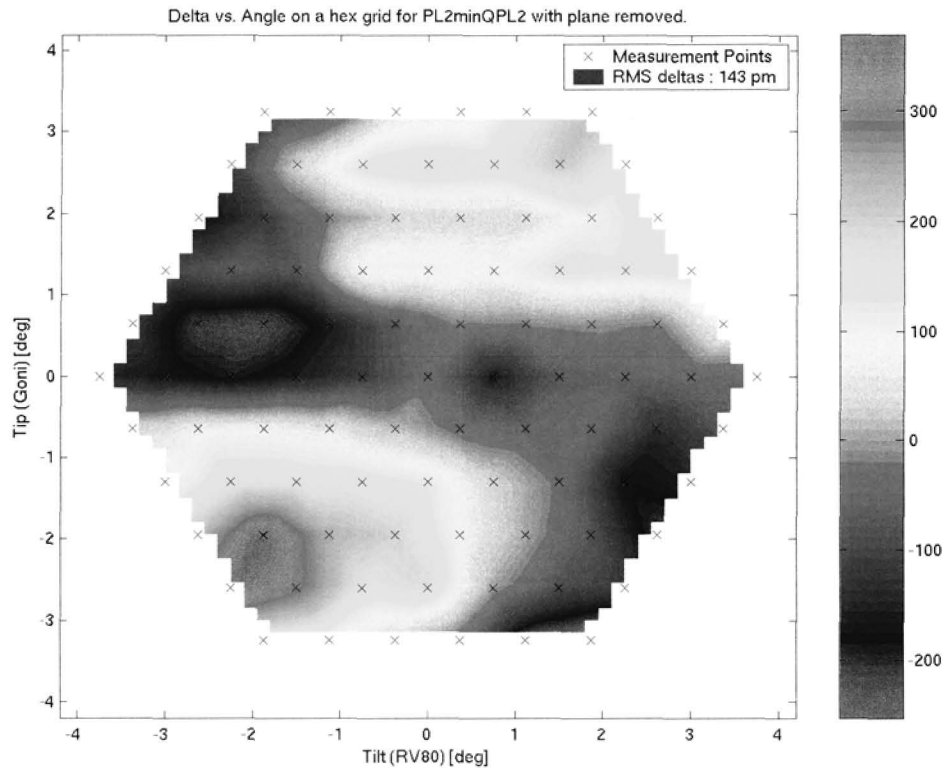 Delta vs. Angle on a hex grid for PL2minQPL2 with plane removed.
× Measurement Points
RMS deltas : 143 pm
4
3
2
1
0
-1
-2
-3
-4
Tip (Goni) [deg]
-4 -3 -2 -1 0 1 2 3 4
Tilt (RV80) [deg]
300
200
100
0
-100
-200